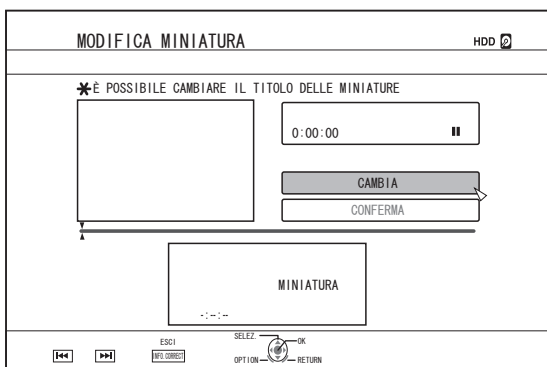 MODIFICA MINIATURA
HDD
✱È POSSIBILE CAMBIARE IL TITOLO DELLE MINIATURE
0:00:00
CAMBIA
CONFERMA
MINIATURA
-:--:--
ESCI
INFO.CORRECT
SELEZ.
OK
OPTION
RETURN